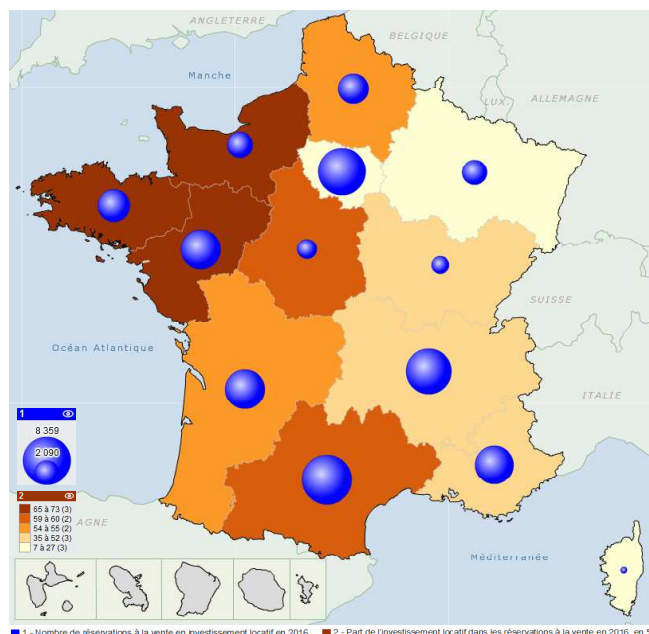 ANGLETERRE
BELGIQUE
Manche
LUX.
ALLEMAGNE
SUISSE
Océan Atlantique
ITALIE
1
8 359
2 090
2
65 à 73 (3)
59 à 60 (2)
54 à 55 (2)
35 à 52 (3)
7 à 27 (3)
AGNE
Méditerranée
1 - Nombre de réservations à la vente en investissement locatif en 2016
2 - Part de l'investissement locatif dans les réservations à la vente en 2016, en